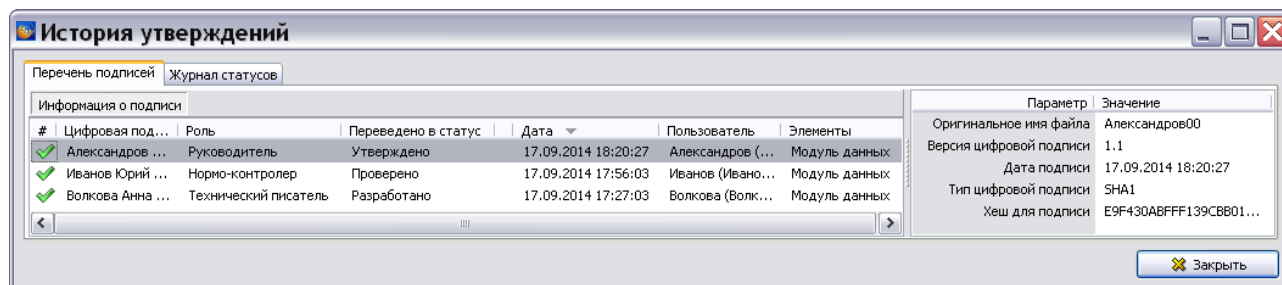 История утверждений
Перечень подписей Журнал статусов
Информация о подписи
# Цифровая под... Роль Переведено в статус Дата Пользователь Элементы
Александров ... Руководитель Утверждено 17.09.2014 18:20:27 Александров (... Модуль данных
Иванов Юрий ... Нормо-контролер Проверено 17.09.2014 17:56:03 Иванов (Ивано... Модуль данных
Волкова Анна ... Технический писатель Разработано 17.09.2014 17:27:03 Волкова (Волк... Модуль данных
Параметр Значение
Оригинальное имя файла Александров00
Версия цифровой подписи 1.1
Дата подписи 17.09.2014 18:20:27
Тип цифровой подписи SHA1
Хеш для подписи E9F430ABFFF139CBB01...
Закрыть